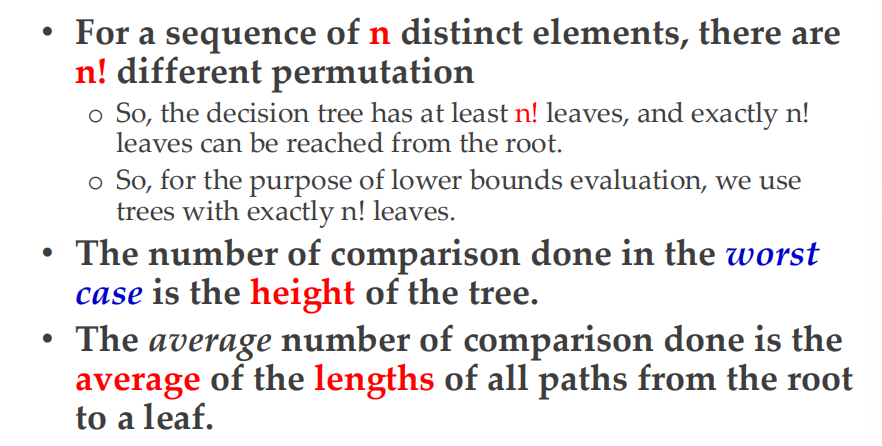 • For a sequence of n distinct elements, there are
n! different permutation
o So, the decision tree has at least n! leaves, and exactly n!
leaves can be reached from the root.
o So, for the purpose of lower bounds evaluation, we use
trees with exactly n! leaves.
• The number of comparison done in the worst
case is the height of the tree.
• The average number of comparison done is the
average of the lengths of all paths from the root
to a leaf.